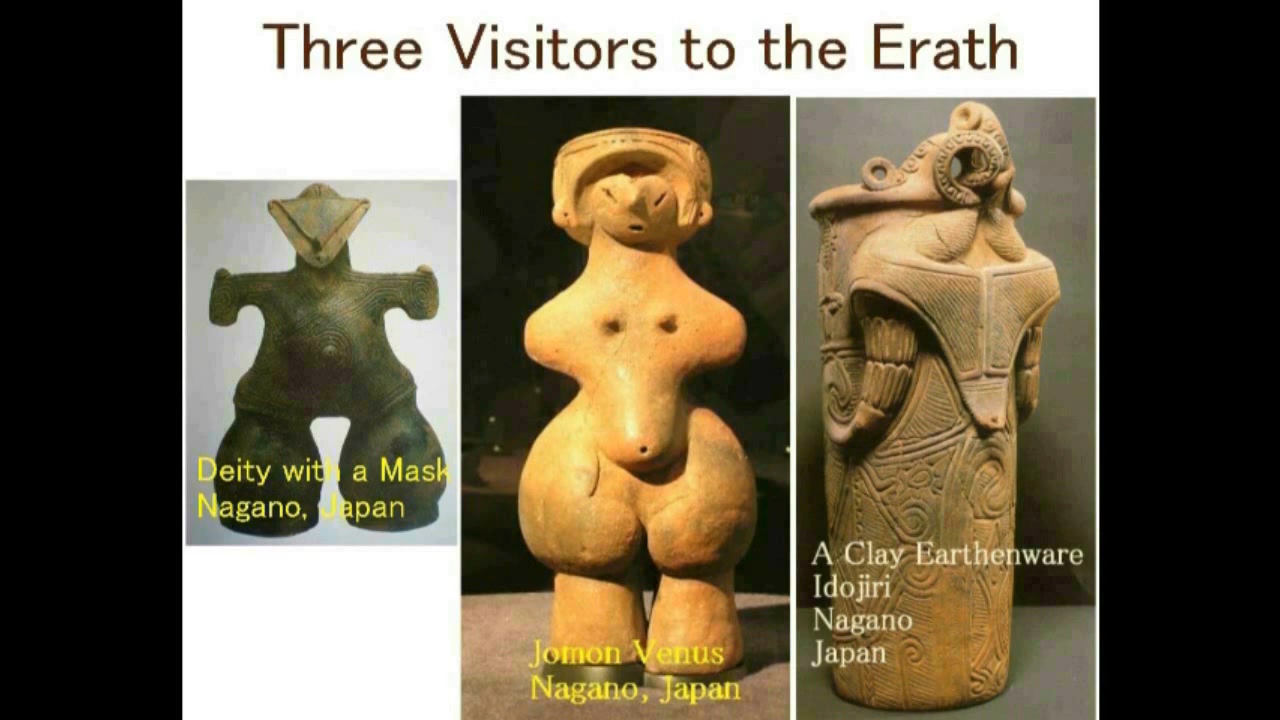 Three Visitors to the Erath
Deity with a Mask
Nagano, Japan
Jomon Venus
Nagano, Japan
A Clay Earthenware
Idojiri
Nagano
Japan